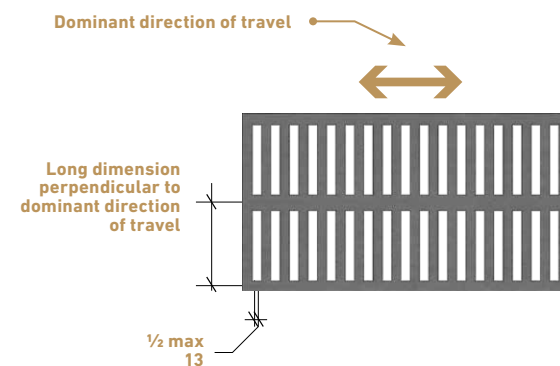 Dominant direction of travel
Long dimension
perpendicular to
dominant direction
of travel
½ max
13